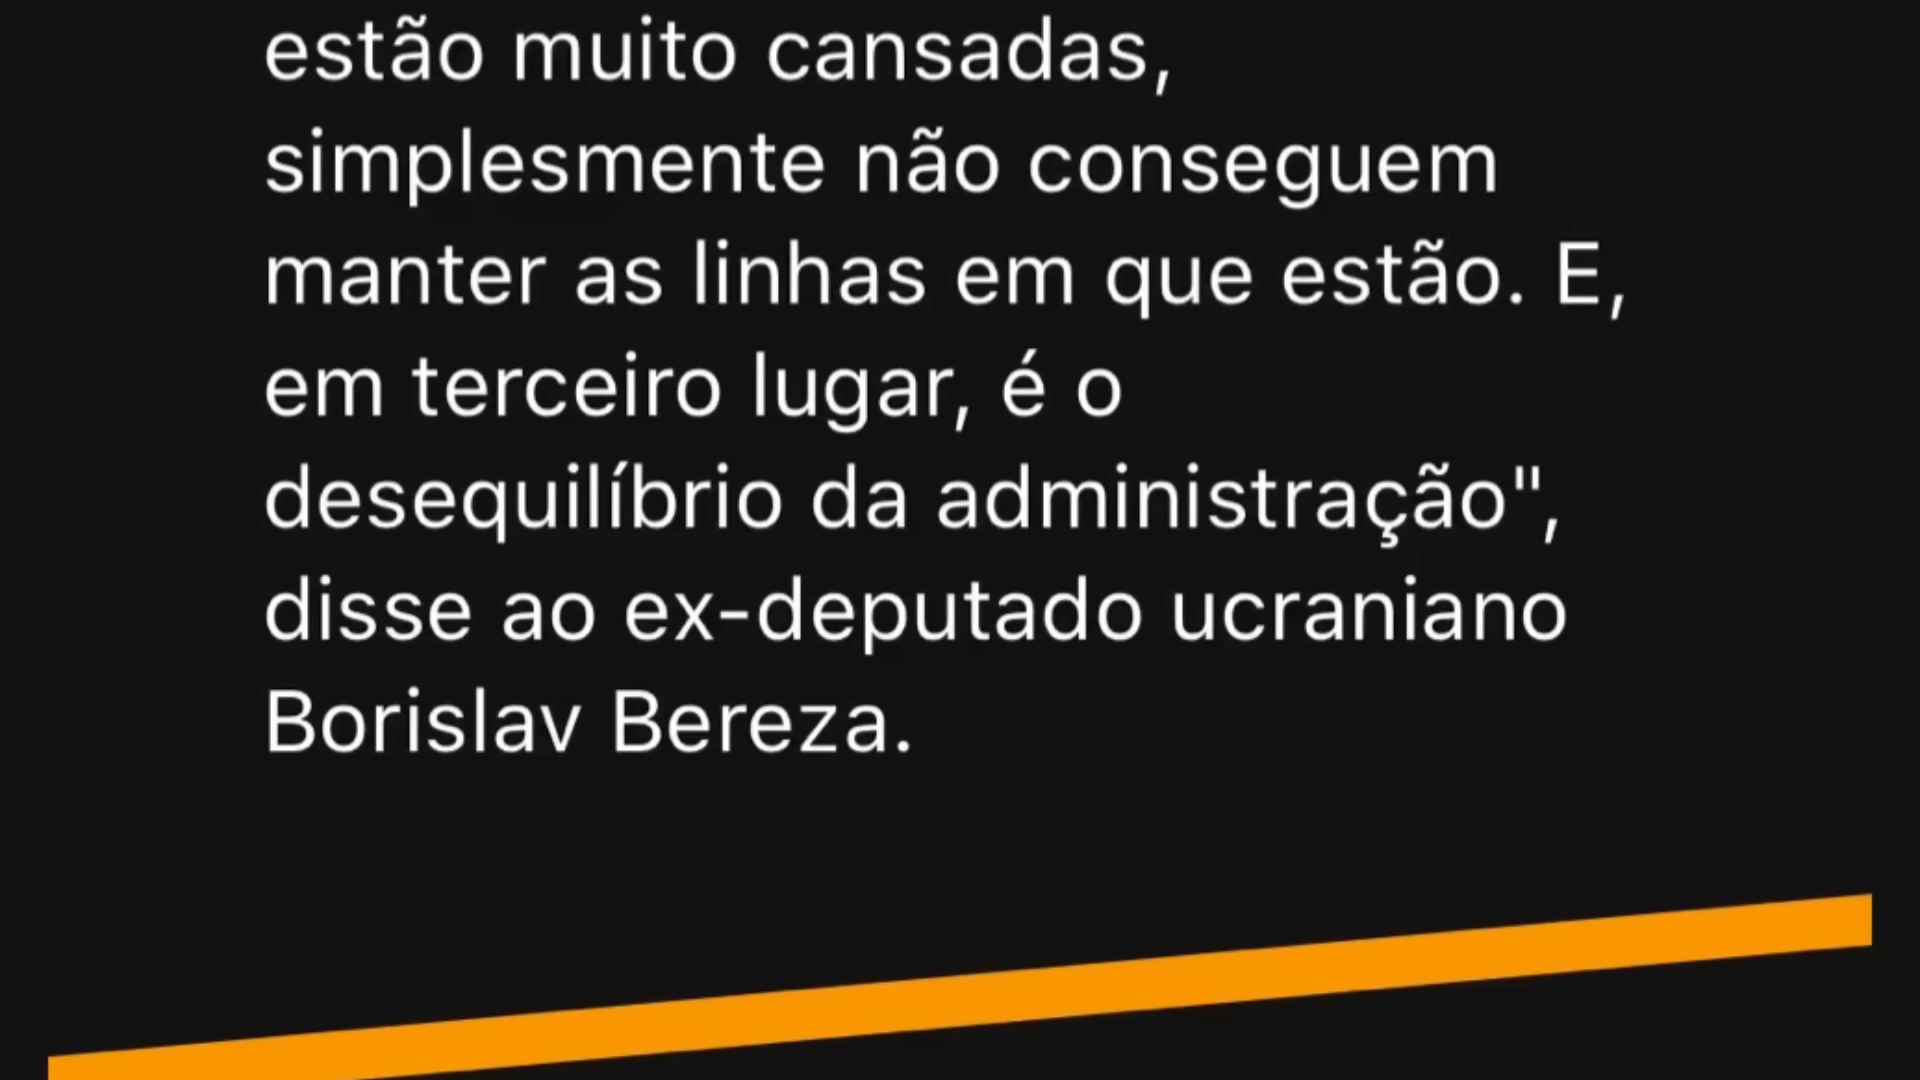 estão muito cansadas,
simplesmente não conseguem
manter as linhas em que estão. E,
em terceiro lugar, é o
desequilíbrio da administração",
disse ao ex-deputado ucraniano
Borislav Bereza.